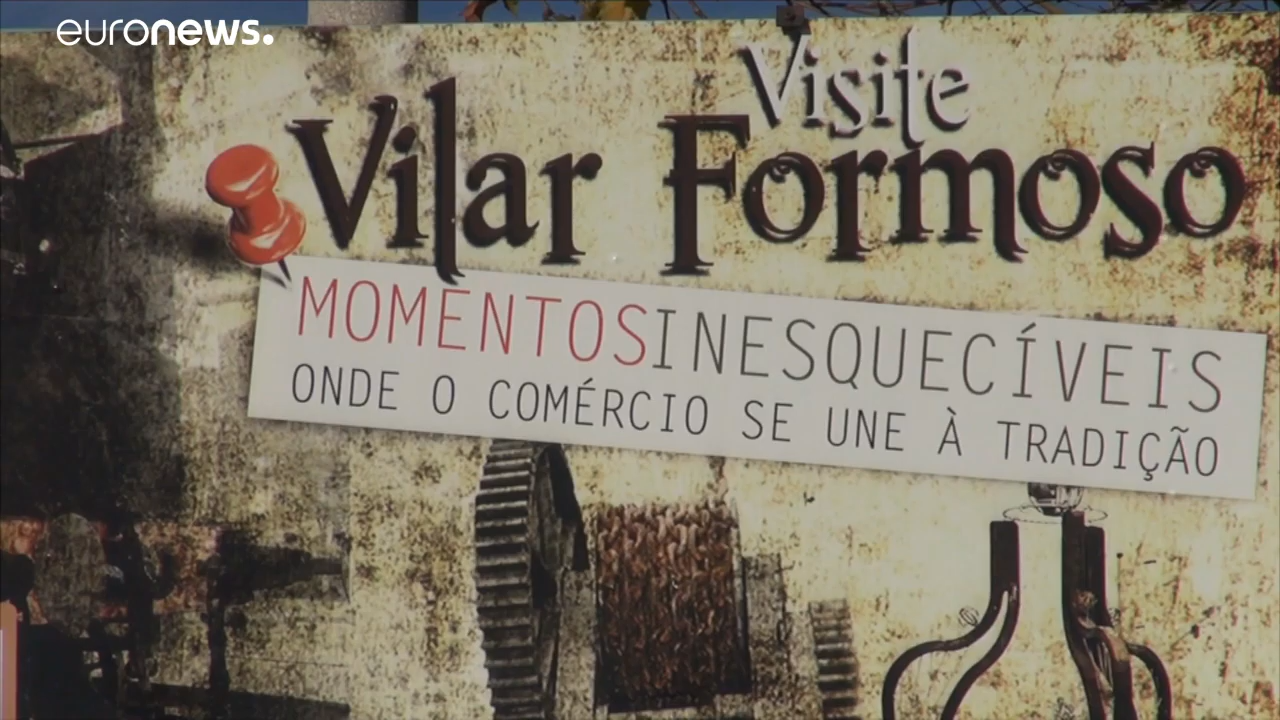 euronews.
Visite
Vilar Formoso
MOMENTOSINESQUECÍVEIS
ONDE O COMÉRCIO SE UNE À TRADIÇÃO